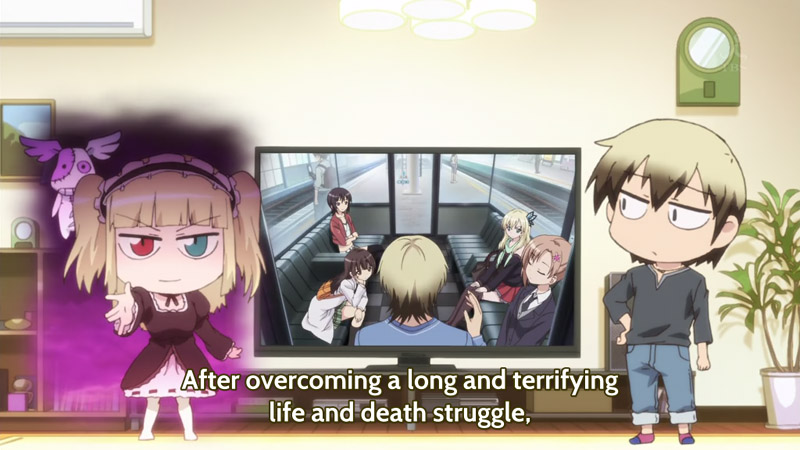 After overcoming a long and terrifying
life and death struggle,